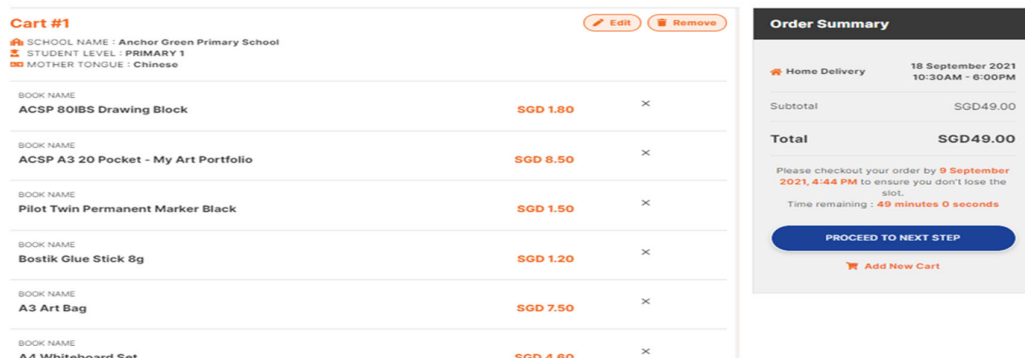 Cart #1
Edit
Remove
SCHOOL NAME : Anchor Green Primary School
STUDENT LEVEL : PRIMARY 1
MOTHER TONGUE : Chinese
BOOK NAME
ACSP 80IBS Drawing Block
SGD 1.80
×
BOOK NAME
ACSP A3 20 Pocket - My Art Portfolio
SGD 8.50
×
BOOK NAME
Pilot Twin Permanent Marker Black
SGD 1.50
×
BOOK NAME
Bostik Glue Stick 8g
SGD 1.20
×
BOOK NAME
A3 Art Bag
SGD 7.50
×
BOOK NAME
A4 Whiteboard Set
SGD 4.60
×
Order Summary
Home Delivery
18 September 2021
10:30AM - 6:00PM
Subtotal
SGD49.00
Total
SGD49.00
Please checkout your order by 9 September
2021, 4:44 PM to ensure you don't lose the
slot.
Time remaining : 49 minutes 0 seconds
PROCEED TO NEXT STEP
Add New Cart